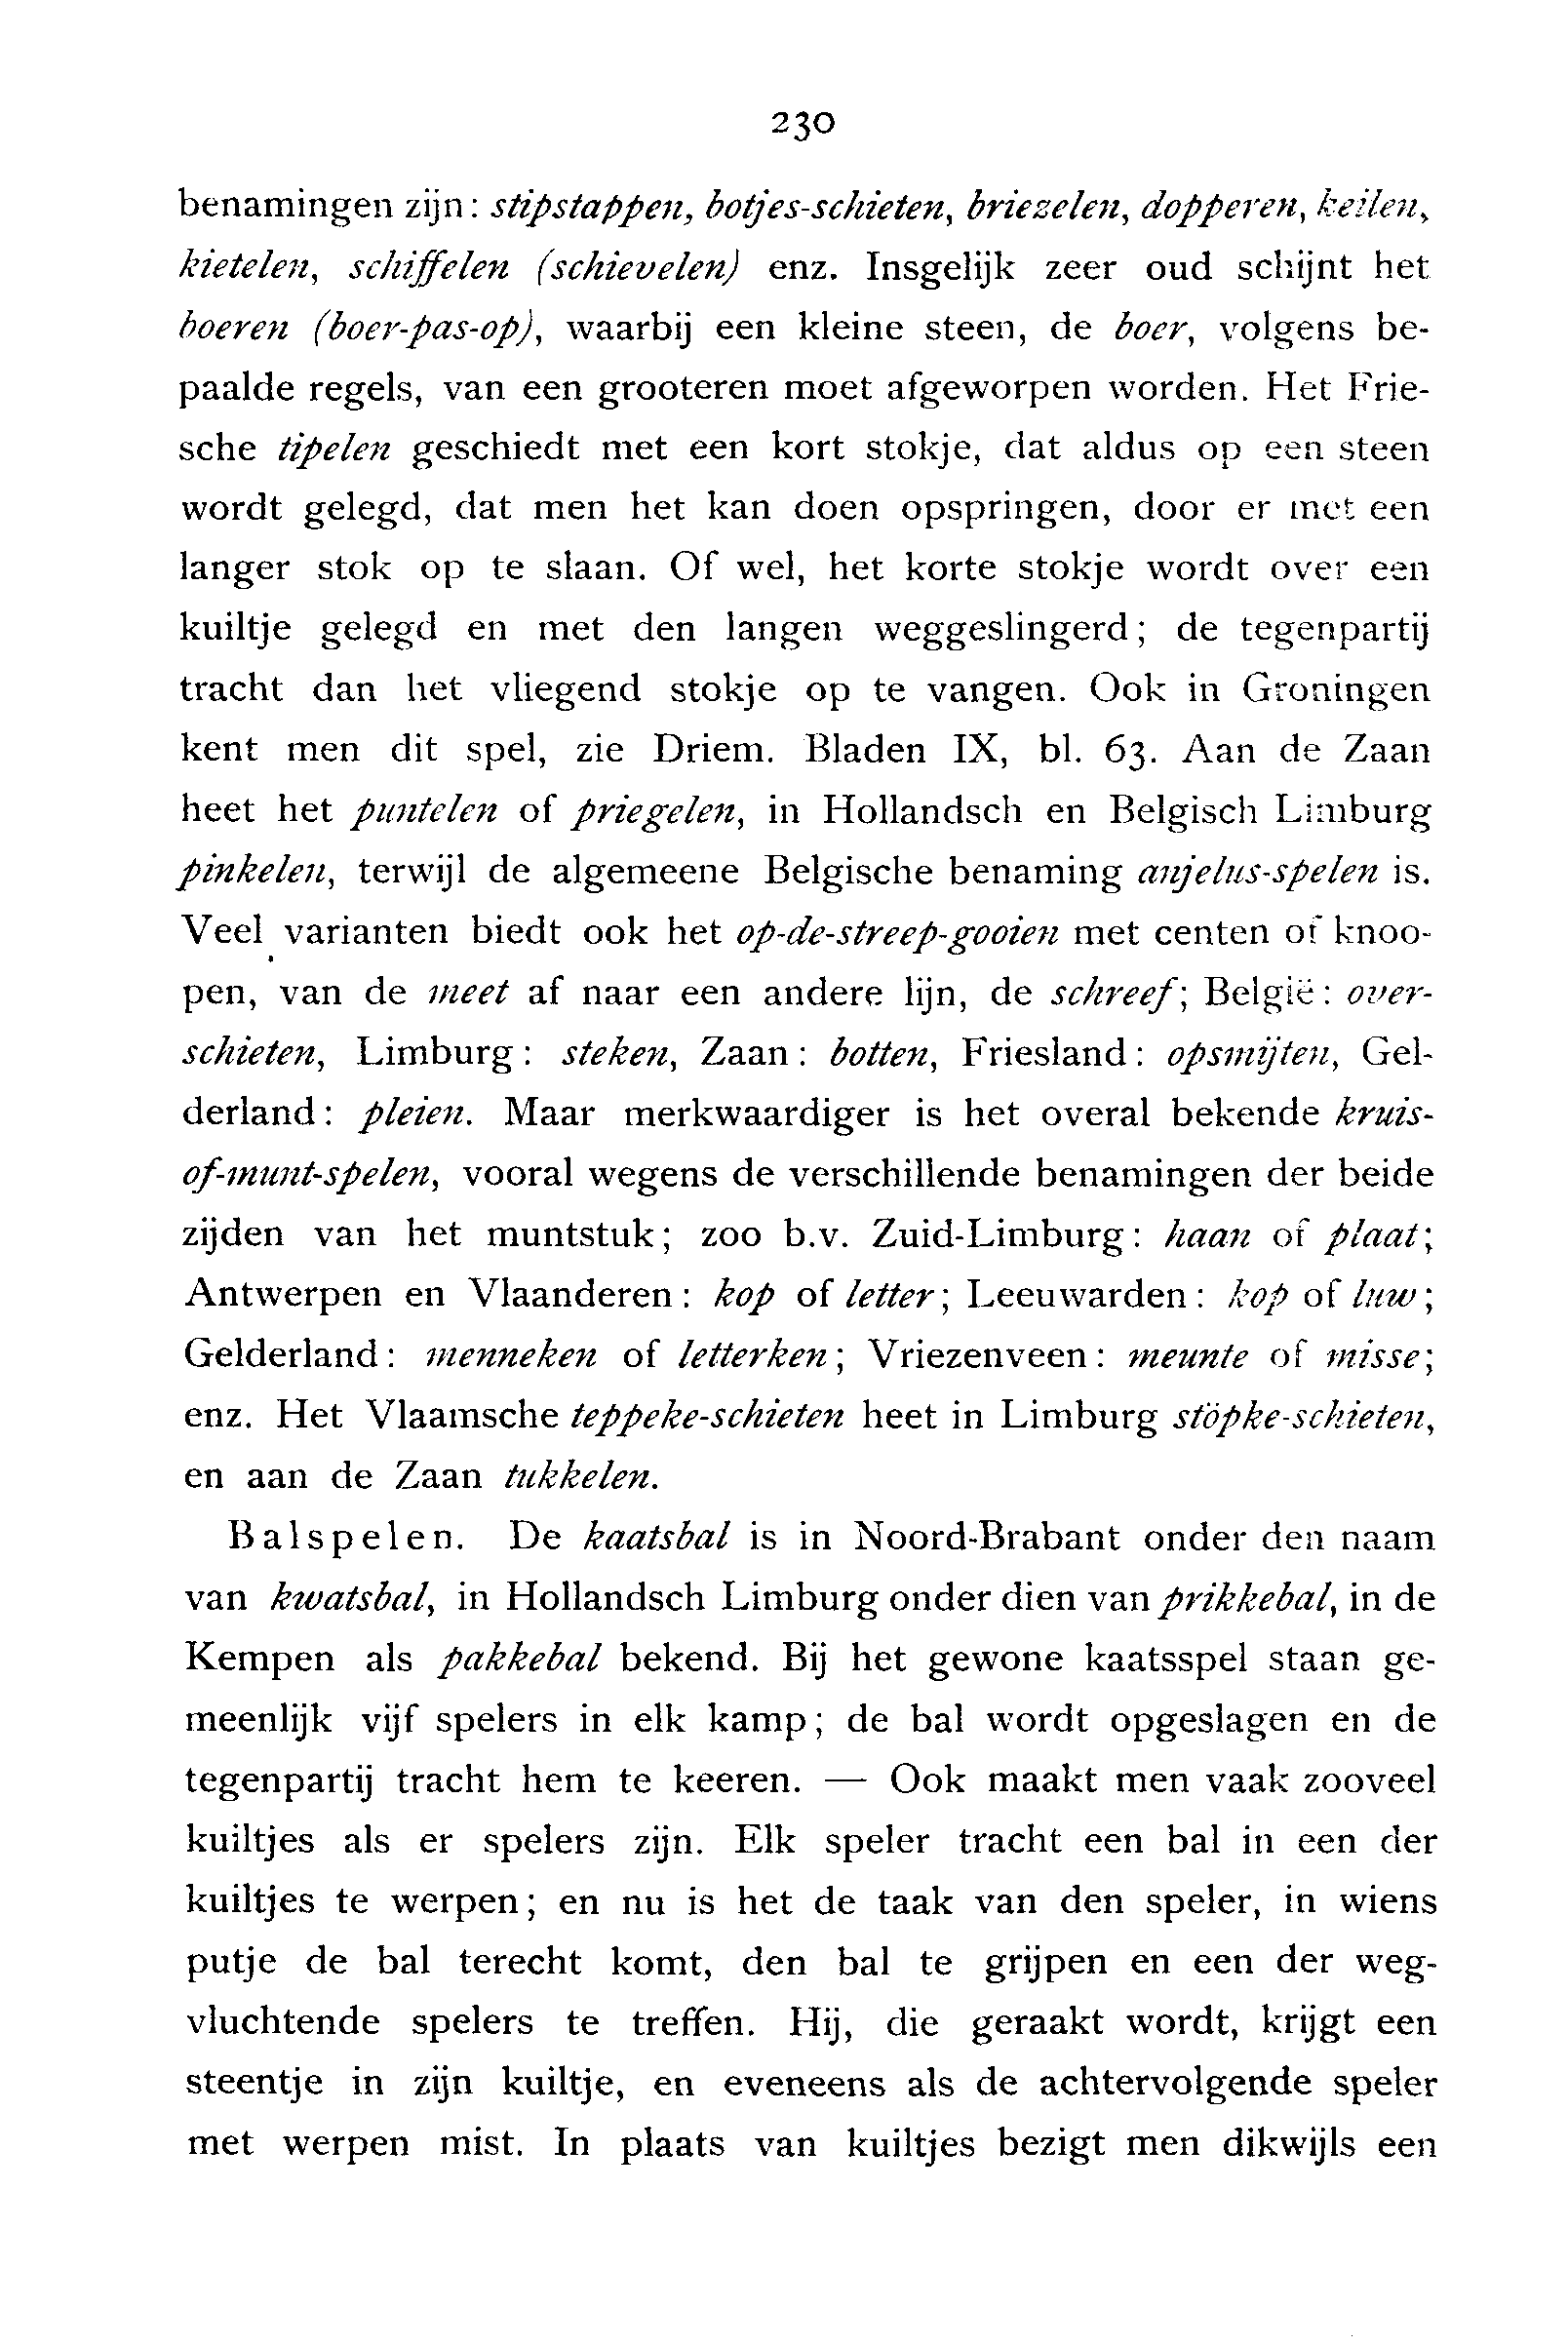 230
benamingen zijn: stipstappen, botjes-schieten, briezelen, dopperen, keilen,
kietelen, schiffelen (schievelen) enz. Insgelijk zeer oud schijnt het
boeren (boer-pas-op), waarbij een kleine steen, de boer, volgens be-
paalde regels, van een grooteren moet afgeworpen worden. Het Frie-
sche tipelen geschiedt met een kort stokje, dat aldus op een steen
wordt gelegd, dat men het kan doen opspringen, door er met een
langer stok op te slaan. Of wel, het korte stokje wordt over een
kuiltje gelegd en met den langen weggeslingerd; de tegenpartij
tracht dan het vliegend stokje op te vangen. Ook in Groningen
kent men dit spel, zie Driem. Bladen IX, bl. 63. Aan de Zaan
heet het puntelen of priegelen, in Hollandsch en Belgisch Limburg
pinkelen, terwijl de algemeene Belgische benaming anjelus-spelen is.
Veel varianten biedt ook het op-de-streep-gooien met centen of knoo-
pen, van de meet af naar een andere lijn, de schreef; België: over-
schieten, Limburg: steken, Zaan: botten, Friesland: opsmijten, Gel-
derland: pleien. Maar merkwaardiger is het overal bekende kruis-
of-munt-spelen, vooral wegens de verschillende benamingen der beide
zijden van het muntstuk; zoo b.v. Zuid-Limburg: haan of plaat;
Antwerpen en Vlaanderen: kop of letter; Leeuwarden: kop of luw;
Gelderland: menneken of letterken; Vriezenveen: meunte of misse;
enz. Het Vlaamsche teppeke-schieten heet in Limburg stöpke-schieten,
en aan de Zaan tukkelen.
Balspelen. De kaatsbal is in Noord-Brabant onder den naam
van kwatsbal, in Hollandsch Limburg onder dien van prikkebal, in de
Kempen als pakkebal bekend. Bij het gewone kaatsspel staan ge-
meenlijk vijf spelers in elk kamp; de bal wordt opgeslagen en de
tegenpartij tracht hem te keeren. — Ook maakt men vaak zooveel
kuiltjes als er spelers zijn. Elk speler tracht een bal in een der
kuiltjes te werpen; en nu is het de taak van den speler, in wiens
putje de bal terecht komt, den bal te grijpen en een der weg-
vluchtende spelers te treffen. Hij, die geraakt wordt, krijgt een
steentje in zijn kuiltje, en eveneens als de achtervolgende speler
met werpen mist. In plaats van kuiltjes bezigt men dikwijls een